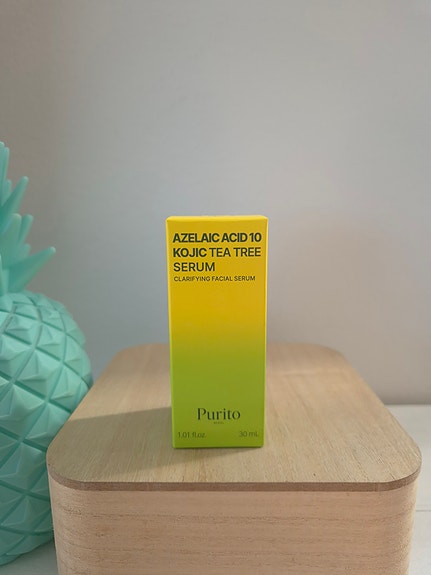 AZELAIC ACID 10
KOJIC TEA TREE
SERUM
CLARIFYING FACIAL SERUM
Purito
1.01 fl.oz. 30 mL